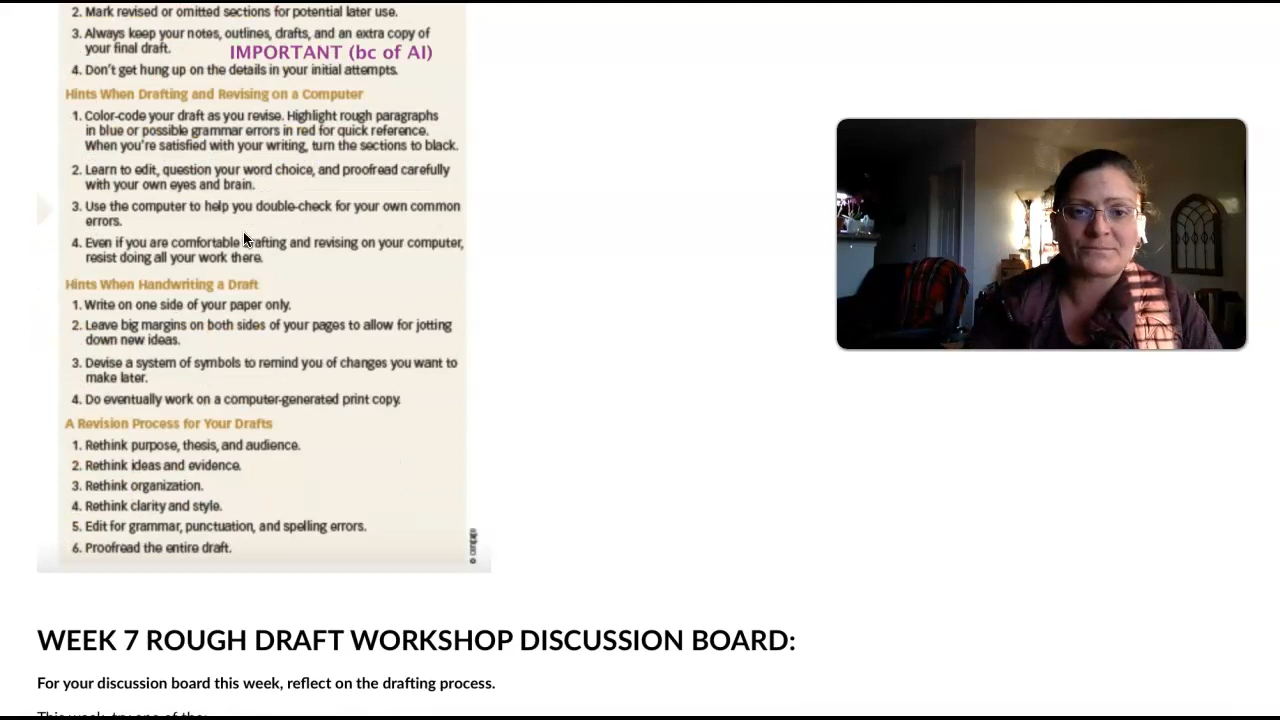 2. Mark revised or omitted sections for potential later use.
3. Always keep your notes, outlines, drafts, and an extra copy of
your final draft.
IMPORTANT (bc of AI)
4. Don't get hung up on the details in your initial attempts.
Hints When Drafting and Revising on a Computer
1. Color-code your draft as you revise. Highlight rough paragraphs
in blue or possible grammar errors in red for quick reference.
When you're satisfied with your writing, turn the sections to black.
2. Learn to edit, question your word choice, and proofread carefully
with your own eyes and brain.
3. Use the computer to help you double-check for your own common
errors.
4. Even if you are comfortable drafting and revising on your computer,
resist doing all your work there.
Hints When Handwriting a Draft
1. Write on one side of your paper only.
2. Leave big margins on both sides of your pages to allow for jotting
down new ideas.
3. Devise a system of symbols to remind you of changes you want to
make later.
4. Do eventually work on a computer-generated print copy.
A Revision Process for Your Drafts
1. Rethink purpose, thesis, and audience.
2. Rethink ideas and evidence.
3. Rethink organization.
4. Rethink clarity and style.
5. Edit for grammar, punctuation, and spelling errors.
6. Proofread the entire draft.
WEEK 7 ROUGH DRAFT WORKSHOP DISCUSSION BOARD:
For your discussion board this week, reflect on the drafting process.
This week, try one of the: